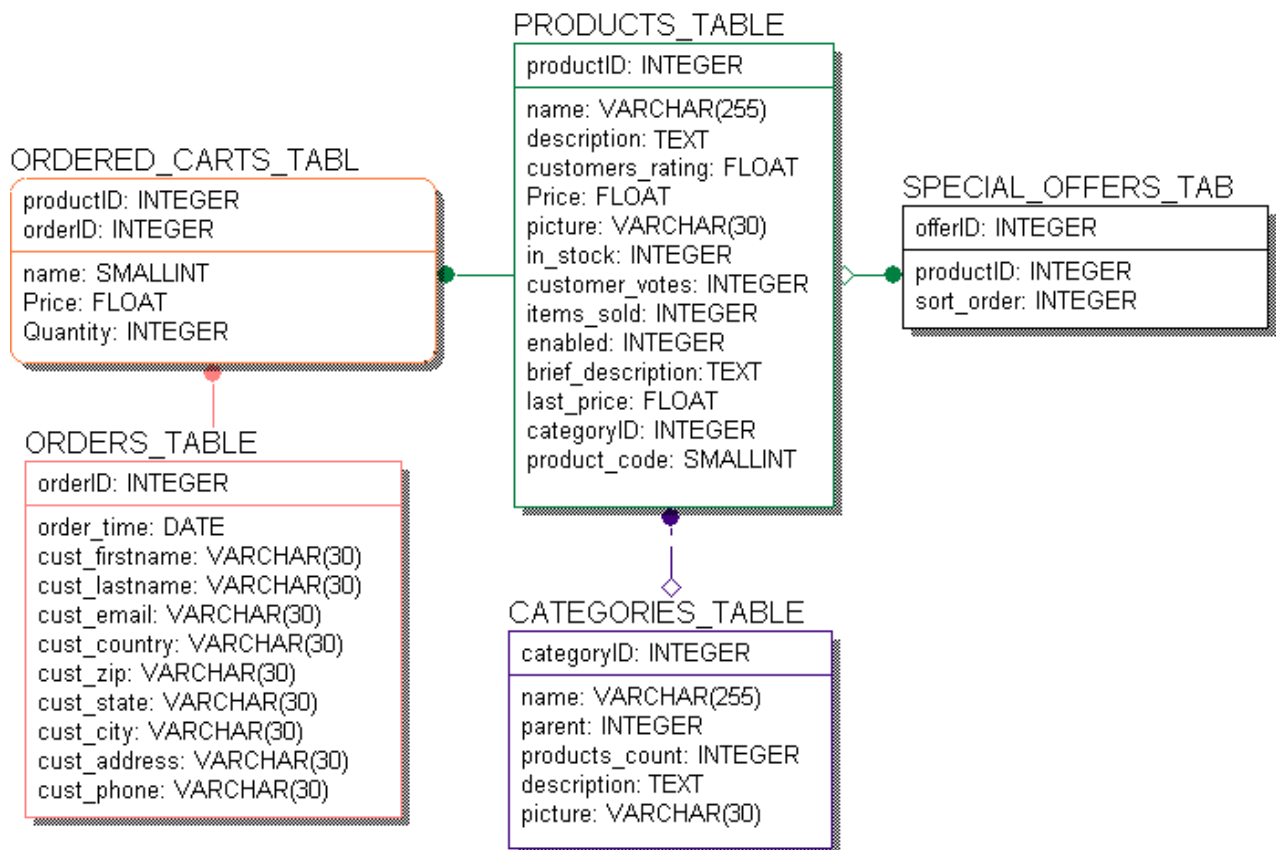 PRODUCTS_TABLE
productID: INTEGER
name: VARCHAR(255)
description: TEXT
customers_rating: FLOAT
Price: FLOAT
picture: VARCHAR(30)
in_stock: INTEGER
customer_votes: INTEGER
items_sold: INTEGER
enabled: INTEGER
brief_description: TEXT
last_price: FLOAT
categoryID: INTEGER
product_code: SMALLINT
ORDERED_CARTS_TABL
productID: INTEGER
orderID: INTEGER
name: SMALLINT
Price: FLOAT
Quantity: INTEGER
SPECIAL_OFFERS_TAB
offerID: INTEGER
productID: INTEGER
sort_order: INTEGER
ORDERS_TABLE
orderID: INTEGER
order_time: DATE
cust_firstname: VARCHAR(30)
cust_lastname: VARCHAR(30)
cust_email: VARCHAR(30)
cust_country: VARCHAR(30)
cust_zip: VARCHAR(30)
cust_state: VARCHAR(30)
cust_city: VARCHAR(30)
cust_address: VARCHAR(30)
cust_phone: VARCHAR(30)
CATEGORIES_TABLE
categoryID: INTEGER
name: VARCHAR(255)
parent: INTEGER
products_count: INTEGER
description: TEXT
picture: VARCHAR(30)